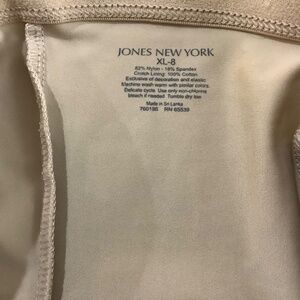 JONES NEW YORK
XL-8
82% Nylon - 18% Spandex
Crotch Lining: 100% Cotton
Exclusive of decoration and elastic
Machine wash warm with similar colors.
Delicate cycle. Use only non-chlorine
bleach if needed. Tumble dry low
Made in Sri Lanka
760186 RN 65539